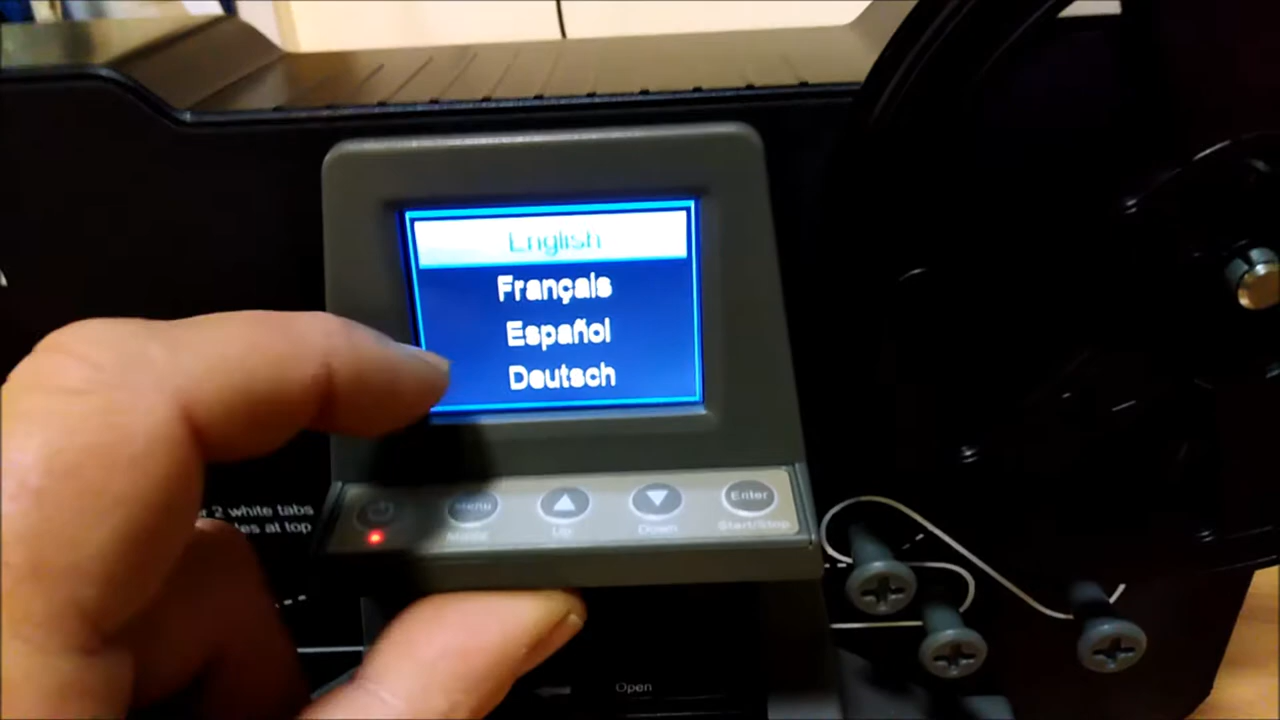 English
Français
Español
Deutsch
2 white tabs
at top
Menu
Enter
Up
Down
Start/Stop
Open